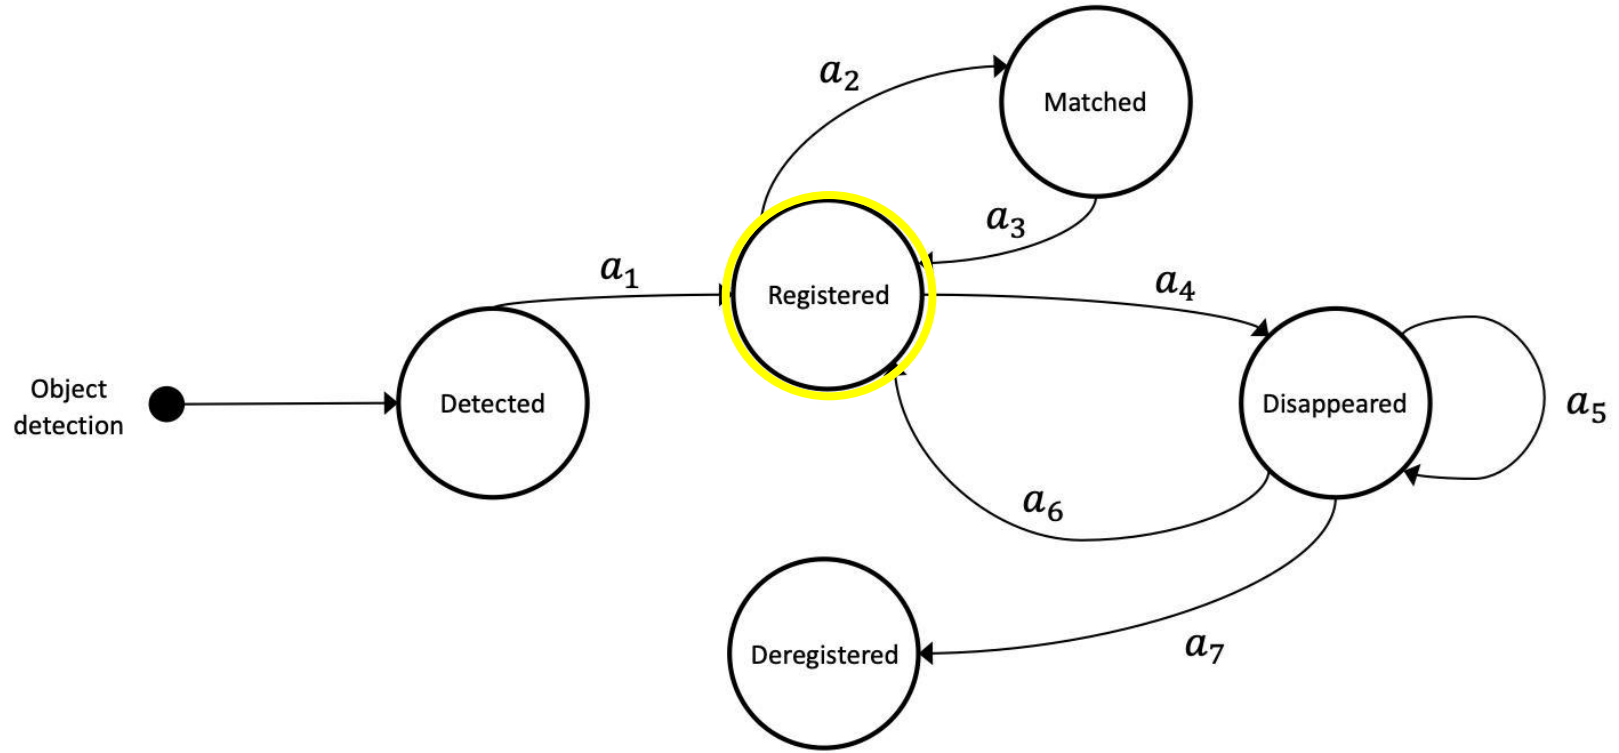 a2
Matched
a3
a1
Registered
a4
Object
detection
Detected
Disappeared
a5
a6
Deregistered
a7